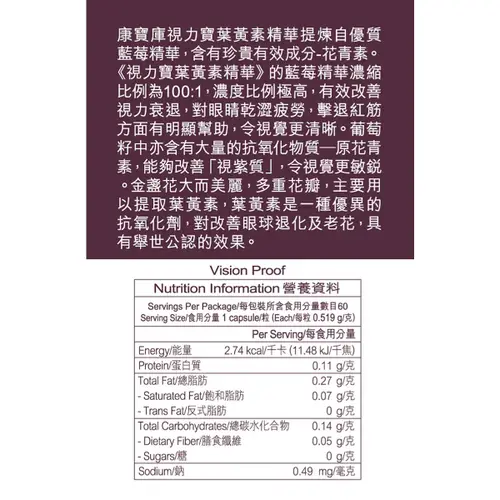 康寶庫視力寶葉黃素精華提煉自優質
藍莓精華，含有珍貴有效成分-花青素。
《視力寶葉黃素精華》的藍莓精華濃縮
比例為100:1，濃度比例極高，有效改善
視力衰退，對眼睛乾澀疲勞，擊退紅筋
方面有明顯幫助，令視覺更清晰。葡萄
籽中亦含有大量的抗氧化物質─原花青
素，能夠改善「視紫質」，令視覺更敏銳
。金盞花大而美麗，多重花瓣，主要用
以提取葉黃素，葉黃素是一種優異的
抗氧化劑，對改善眼球退化及老花，具
有舉世公認的效果。
Vision Proof
Nutrition Information 營養資料
Servings Per Package/每包裝所含食用分量數目60
Serving Size/食用分量 1 capsule/粒 (Each/每粒 0.519 g/克)
Per Serving/每食用分量
Energy/能量 2.74 kcal/千卡 (11.48 kJ/千焦)
Protein/蛋白質 0.11 g/克
Total Fat/總脂肪 0.27 g/克
- Saturated Fat/飽和脂肪 0.07 g/克
- Trans Fat/反式脂肪 0 g/克
Total Carbohydrates/總碳水化合物 0.14 g/克
- Dietary Fiber/膳食纖維 0.05 g/克
- Sugars/糖 0 g/克
Sodium/鈉 0.49 mg/毫克